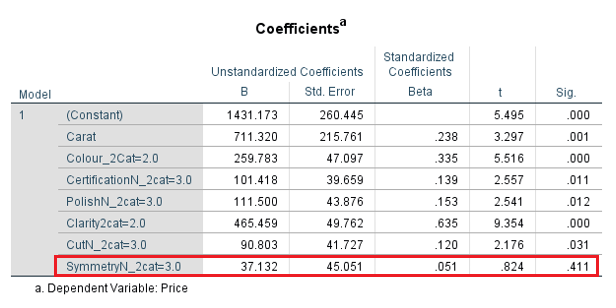 Coefficientsa
Model Unstandardized Coefficients Standardized Coefficients t Sig.
B Std. Error Beta
1 (Constant) 1431.173 260.445 5.495 .000
Carat 711.320 215.761 .238 3.297 .001
Colour_2Cat=2.0 259.783 47.097 .335 5.516 .000
CertificationN_2cat=3.0 101.418 39.659 .139 2.557 .011
PolishN_2cat=3.0 111.500 43.876 .153 2.541 .012
Clarity2cat=2.0 465.459 49.762 .635 9.354 .000
CutN_2cat=3.0 90.803 41.727 .120 2.176 .031
SymmetryN_2cat=3.0 37.132 45.051 .051 .824 .411
a. Dependent Variable: Price